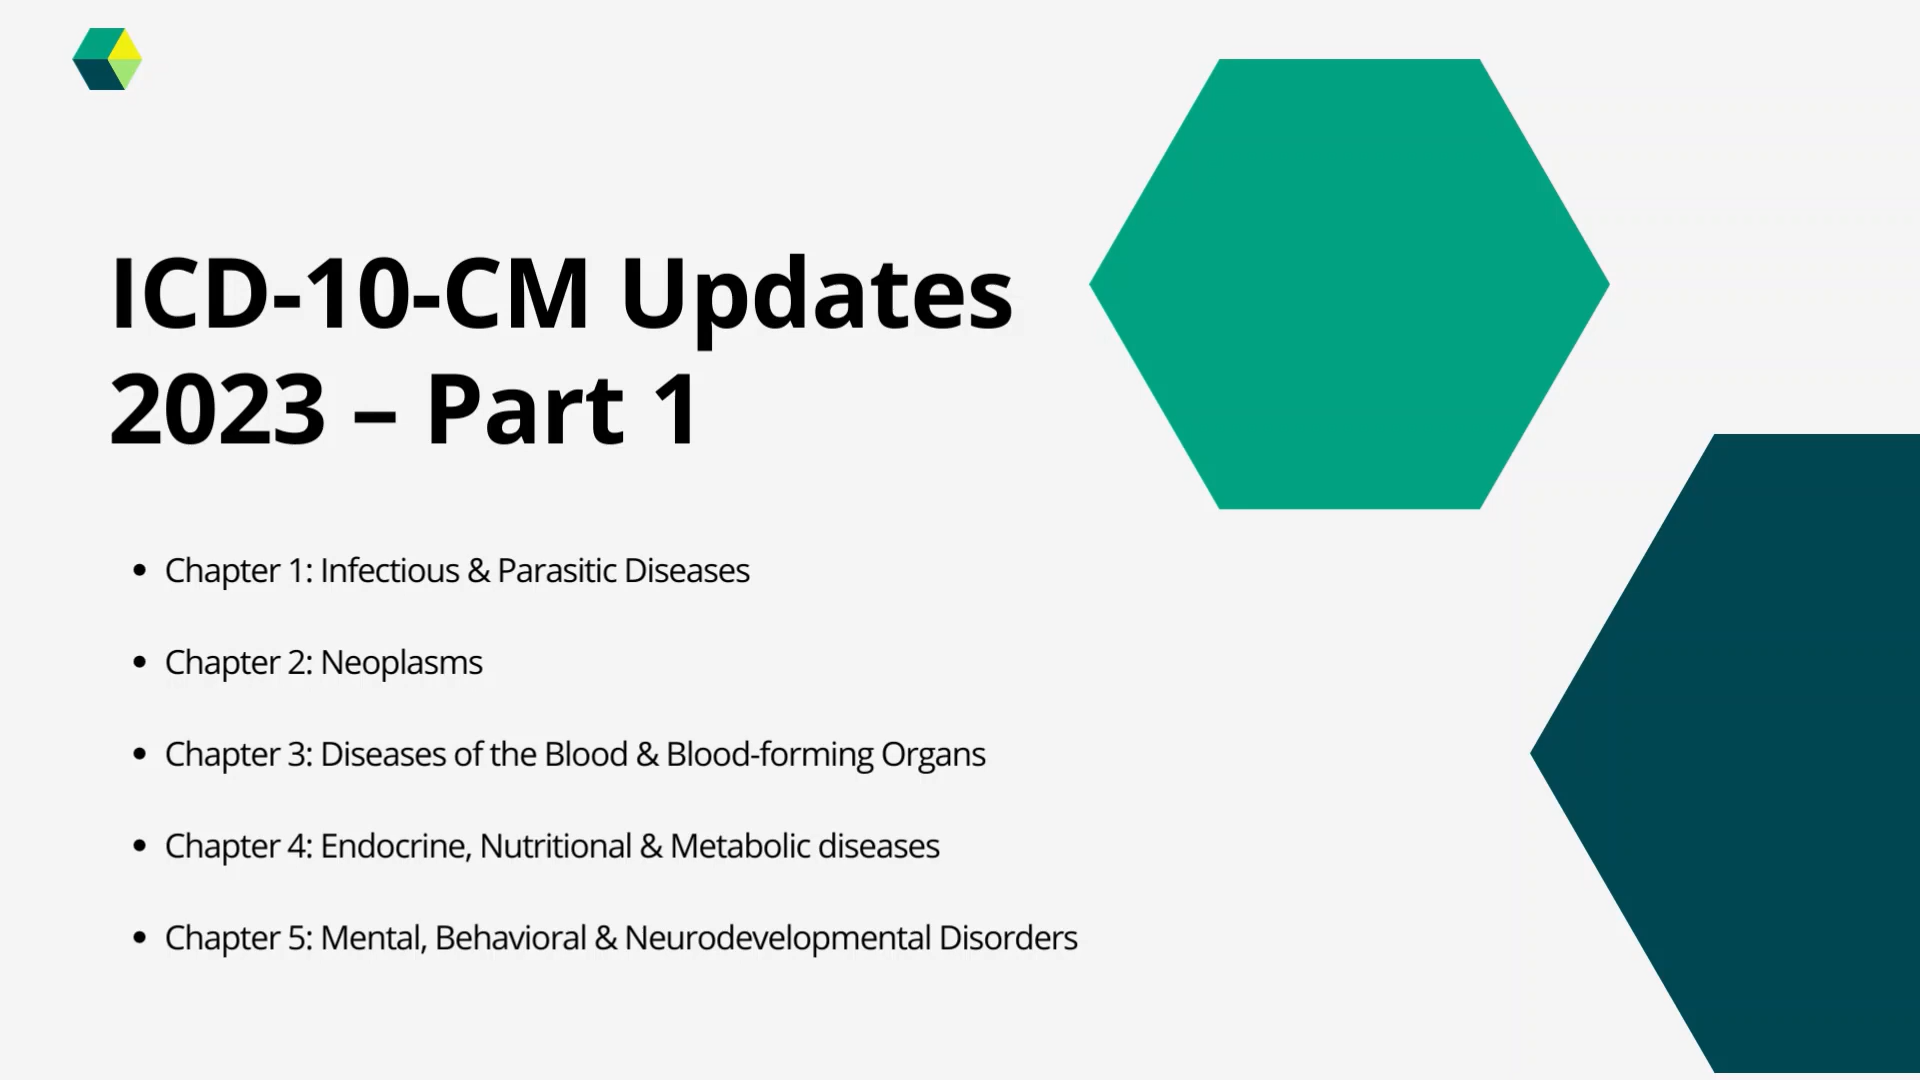 ICD-10-CM Updates
2023 – Part 1
• Chapter 1: Infectious & Parasitic Diseases
• Chapter 2: Neoplasms
• Chapter 3: Diseases of the Blood & Blood-forming Organs
• Chapter 4: Endocrine, Nutritional & Metabolic diseases
• Chapter 5: Mental, Behavioral & Neurodevelopmental Disorders